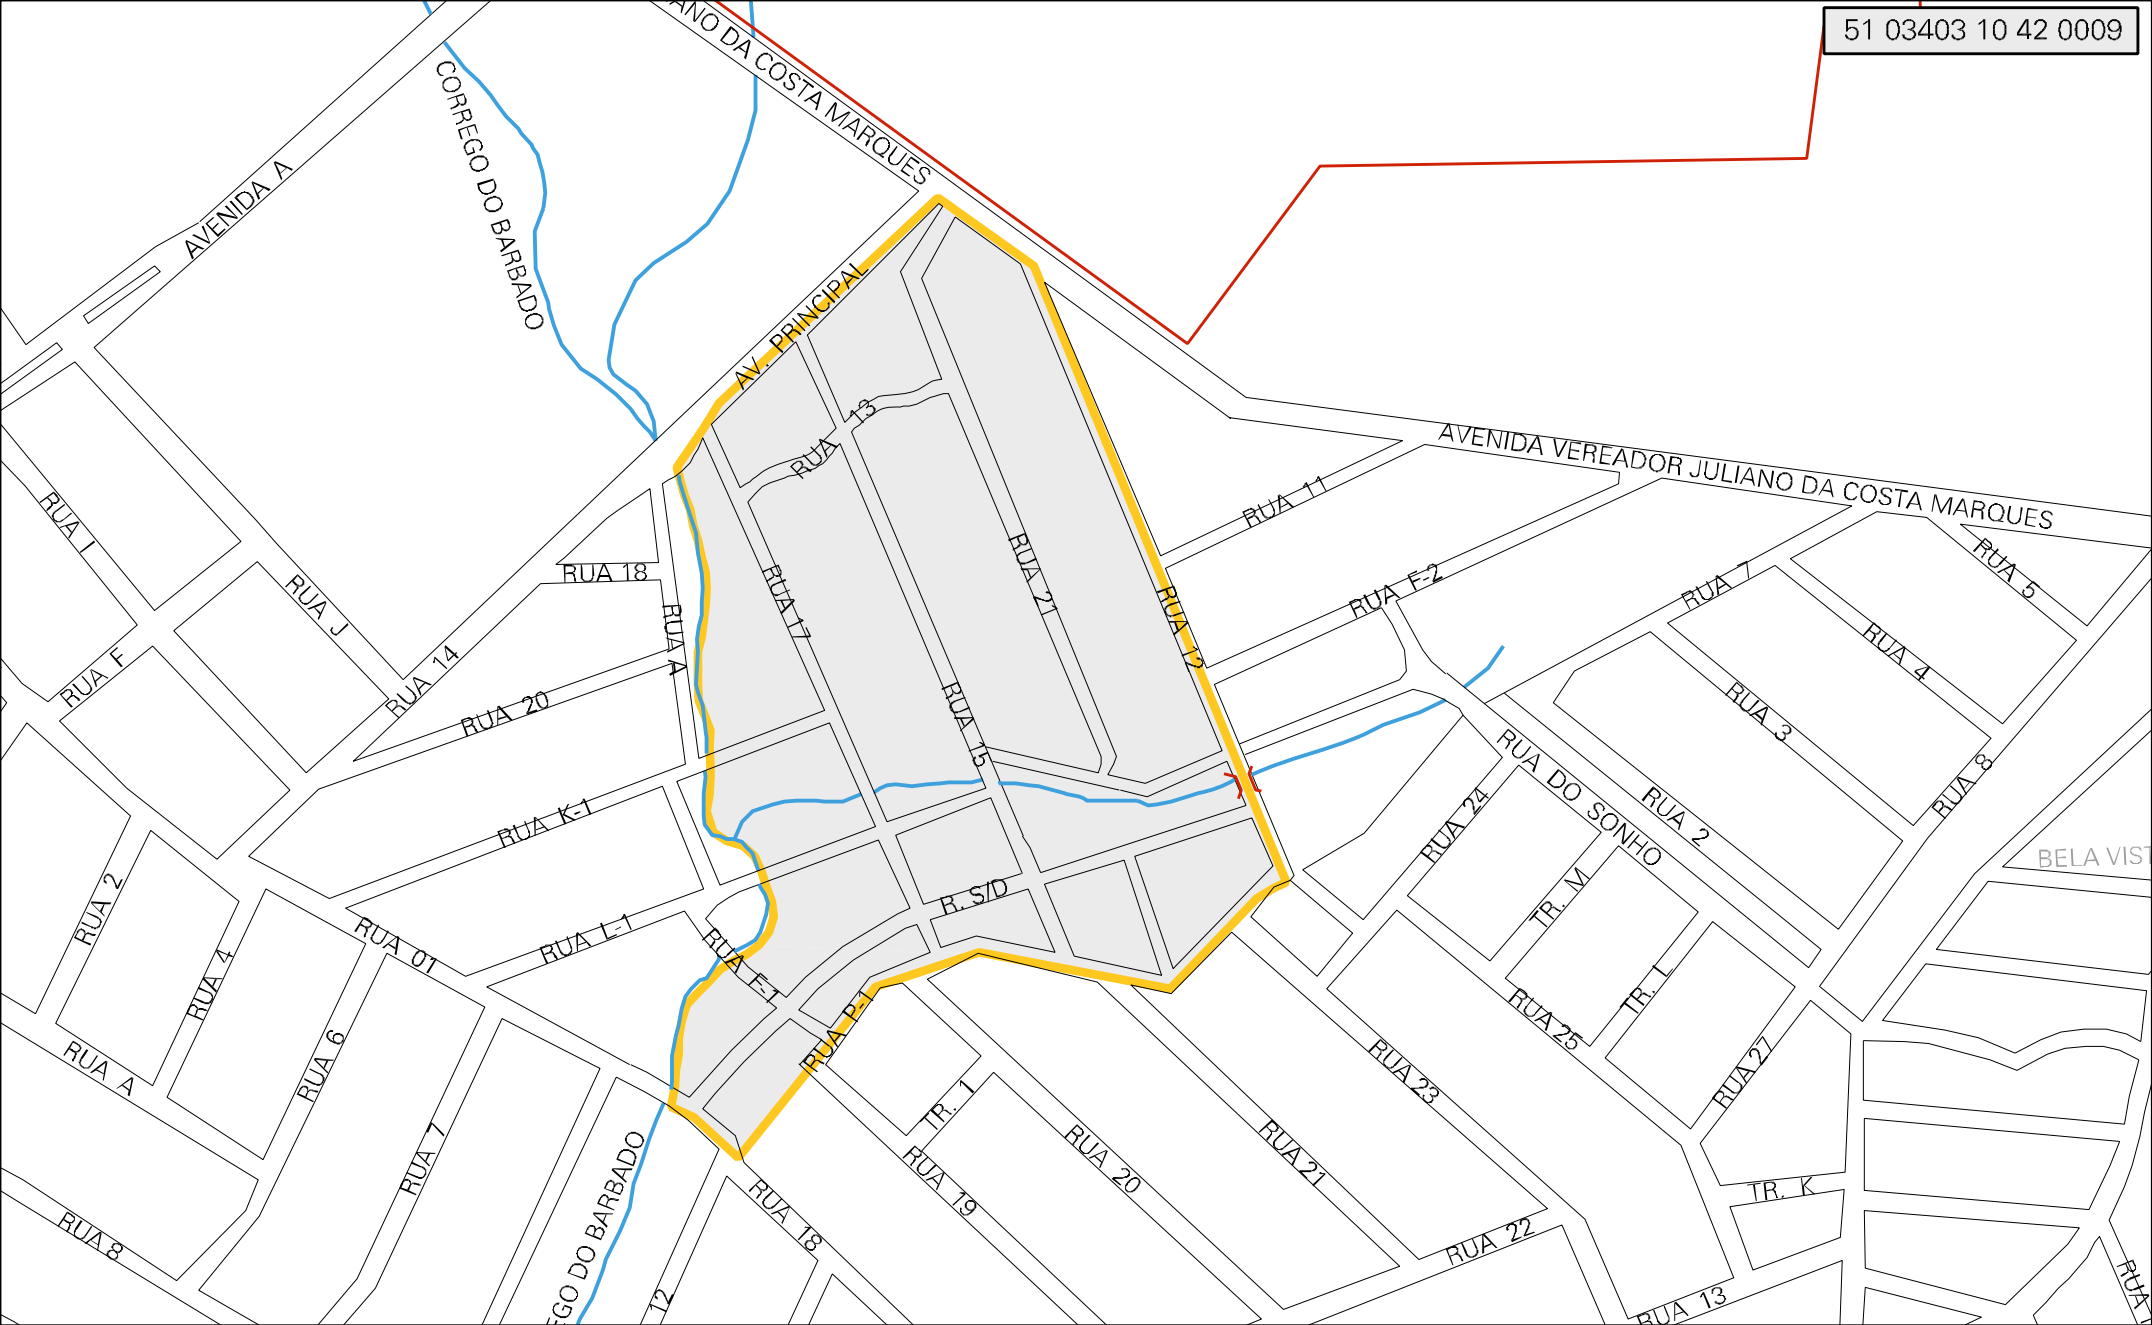 ANO DA COSTA MARQUES
51 03403 10 42 0009
CORREGO DO BARBADO
AVENIDA A
AV. PRINCIPAL
RUA 13
AVENIDA VEREADOR JULIANO DA COSTA MARQUES
RUA 11
RUA I
RUA J
RUA 18
RUA 17
RUA 21
RUA F-2
RUA 7
RUA 5
RUA A
RUA 12
RUA 4
RUA F
RUA 14
RUA 20
RUA 15
RUA 3
RUA DO SONHO
RUA 8
RUA K-1
RUA 24
RUA 2
BELA VIST
RUA 2
R. S/D
TR. M
RUA 4
RUA 01
RUA L-1
RUA F-1
TR. L
RUA P-1
RUA 25
RUA A
RUA 6
RUA 23
RUA 27
TR. 1
RUA 7
RUA 19
RUA 20
RUA 21
TR. K
RUA 8
EGO DO BARBADO
RUA 18
RUA 22
12
RUA 13
RUA